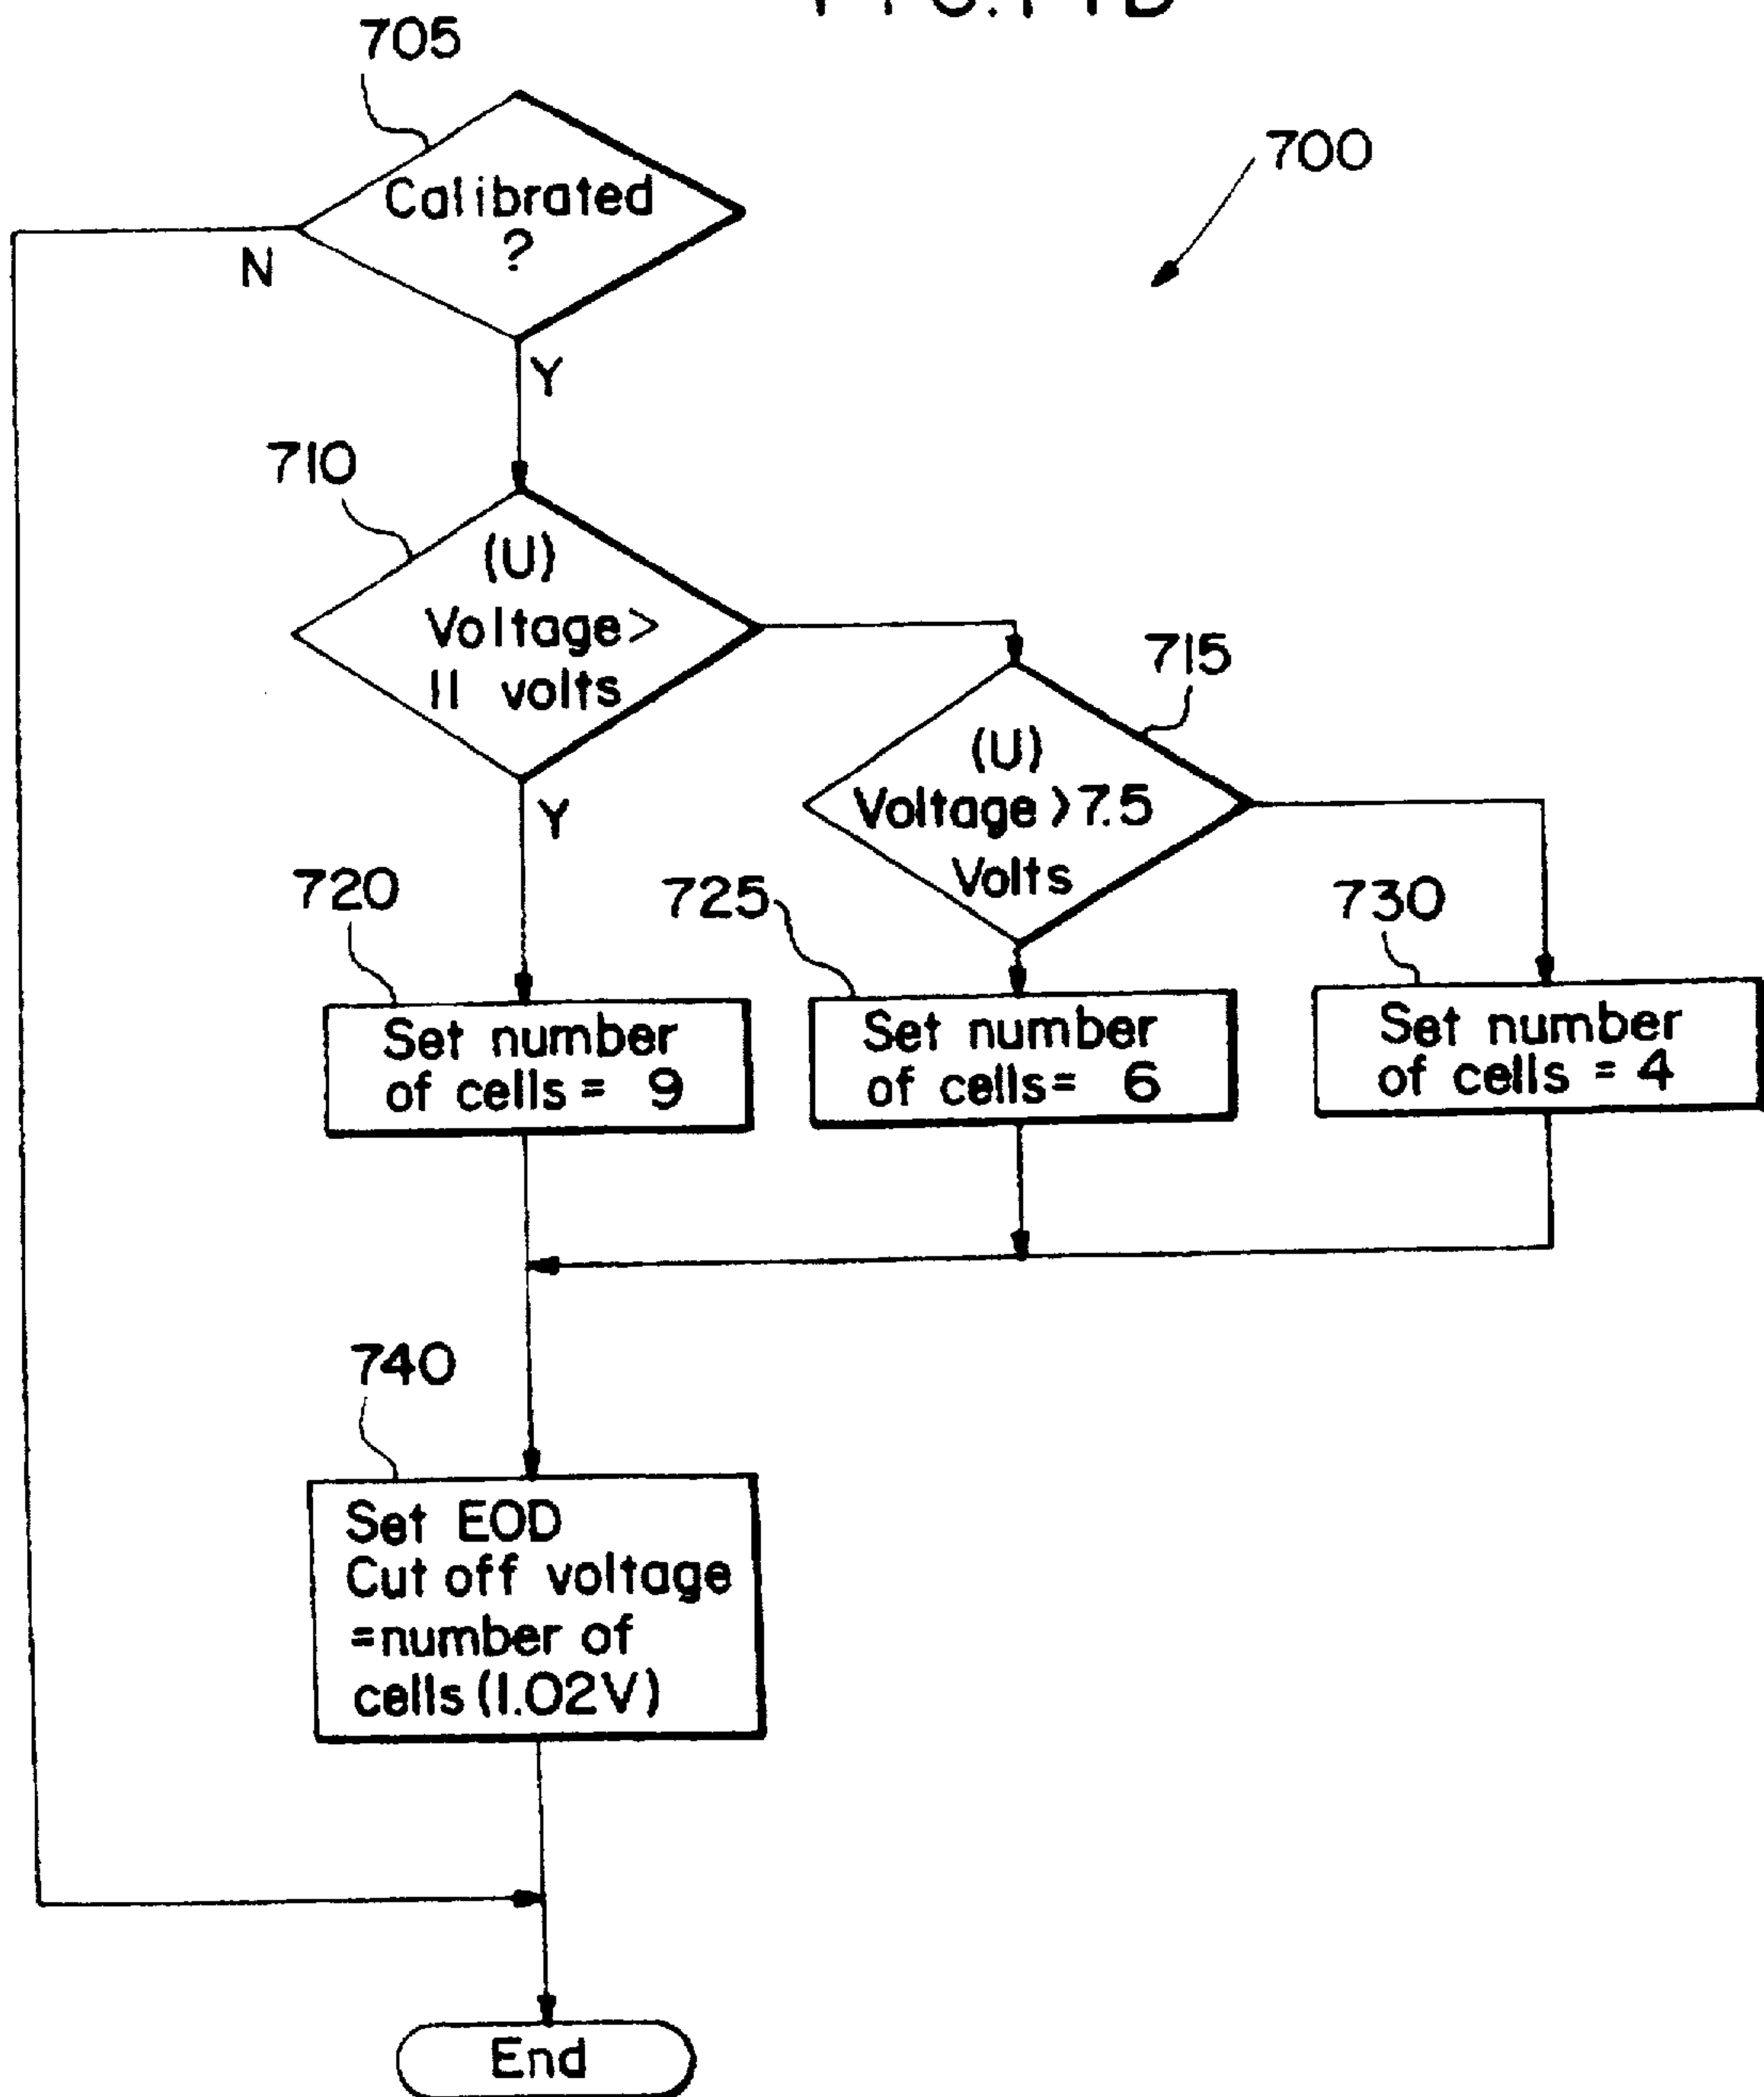 705
700
Calibrated
?
N
Y
710
(U)
Voltage>
11 volts
Y
715
(U)
Voltage>7.5
Volts
720
725
730
Set number
of cells= 9
Set number
of cells= 6
Set number
of cells = 4
740
Set EOD
Cut off voltage
=number of
cells(1.02V)
End